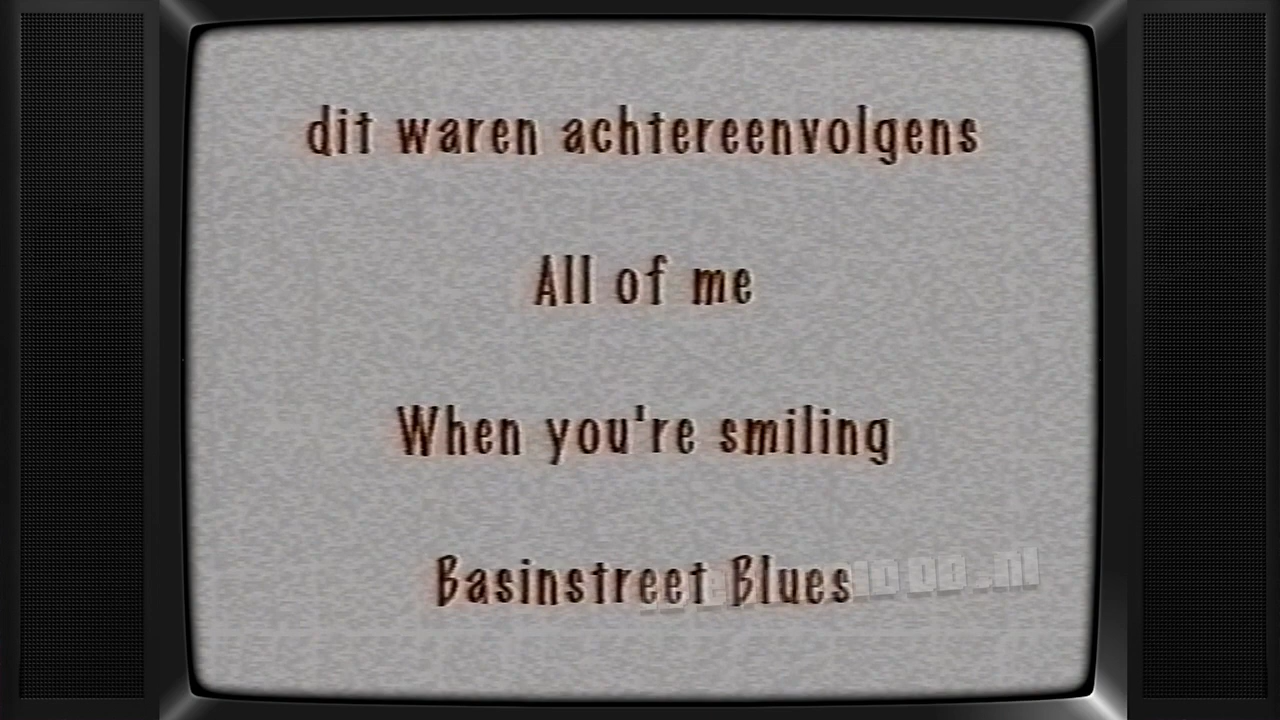 dit waren achtereenvolgens
All of me
When you're smiling
Basinstreet Blues